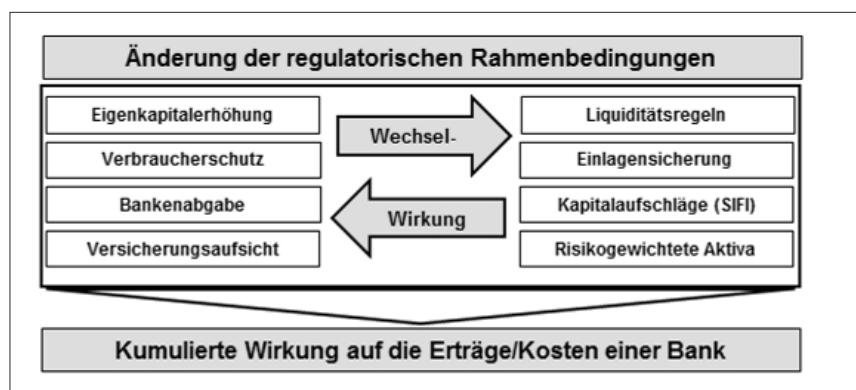 Änderung der regulatorischen Rahmenbedingungen
Eigenkapitalerhöhung
Verbraucherschutz
Bankenabgabe
Versicherungsaufsicht
Wechsel-
Wirkung
Liquiditätsregeln
Einlagensicherung
Kapitalaufschläge (SIFI)
Risikogewichtete Aktiva
Kumulierte Wirkung auf die Erträge/Kosten einer Bank